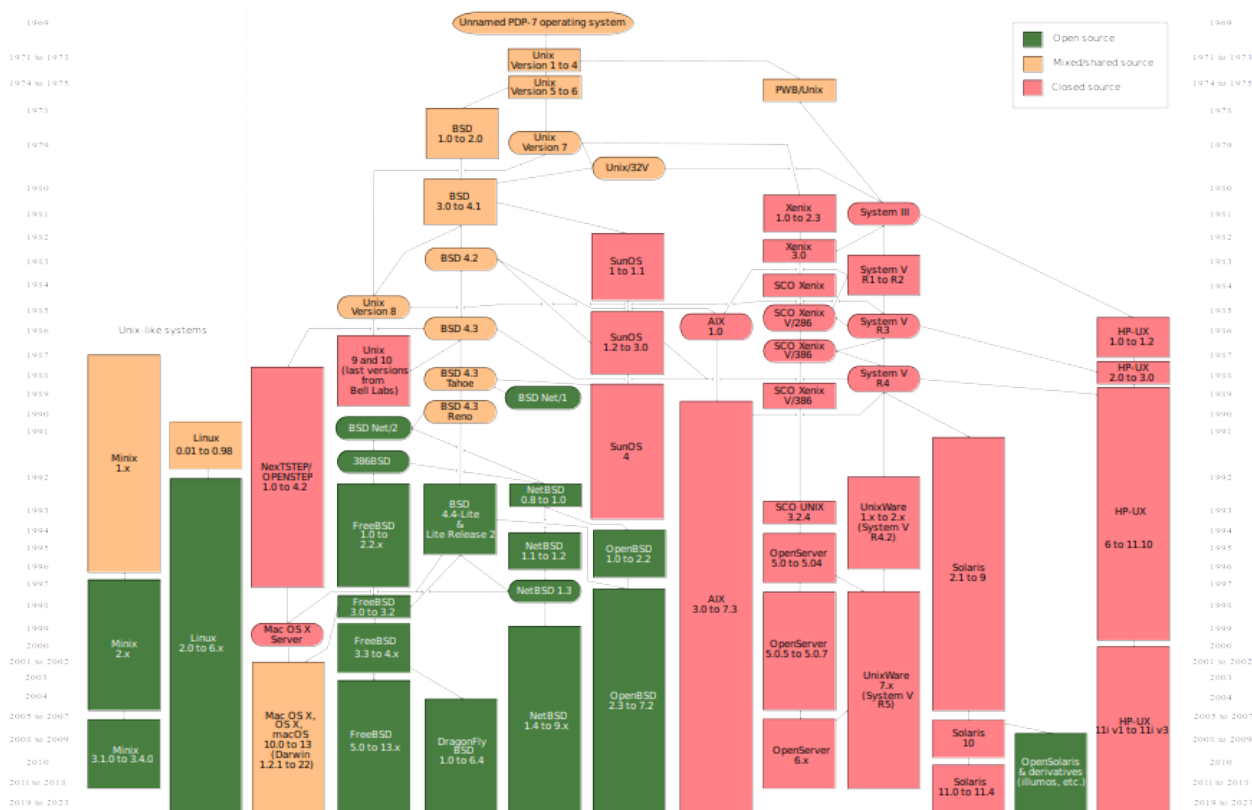 1969
1971 to 1973
1974 to 1975
1978
1979
1980
1981
1982
1983
1984
1985
1986
1987
1988
1989
1990
1991
1992
1993
1994
1995
1996
1997
1998
1999
2000
2001 to 2002
2003
2004
2005 to 2007
2008 to 2009
2010
2011 to 2018
2019 to 2023
Unix-like systems
Minix
1.x
Minix
2.x
Minix
3.1.0 to 3.4.0
Linux
0.01 to 0.98
Linux
2.0 to 6.x
NexTSTEP/
OPENSTEP
1.0 to 4.2
Mac OS X
Server
Mac OS X,
OS X,
macOS
10.0 to 13
(Darwin
1.2.1 to 22)
Unix
Version 8
Unix
9 and 10
(last versions
from
Bell Labs)
BSD Net/2
386BSD
FreeBSD
1.0 to
2.2.x
FreeBSD
3.0 to 3.2
FreeBSD
3.3 to 4.x
FreeBSD
5.0 to 13.x
BSD
1.0 to 2.0
BSD
3.0 to 4.1
BSD 4.2
BSD 4.3
BSD 4.3
Tahoe
BSD 4.3
Reno
BSD
4.4-Lite
&
Lite Release 2
DragonFly
BSD
1.0 to 6.4
Unnamed PDP-7 operating system
Unix
Version 1 to 4
Unix
Version 5 to 6
Unix
Version 7
BSD Net/1
NetBSD
0.8 to 1.0
NetBSD
1.1 to 1.2
NetBSD 1.3
NetBSD
1.4 to 9.x
Unix/32V
SunOS
1 to 1.1
SunOS
1.2 to 3.0
SunOS
4
OpenBSD
1.0 to 2.2
OpenBSD
2.3 to 7.2
AIX
1.0
AIX
3.0 to 7.3
PWB/Unix
Xenix
1.0 to 2.3
Xenix
3.0
SCO Xenix
SCO Xenix
V/286
SCO Xenix
V/386
SCO Xenix
V/386
SCO UNIX
3.2.4
OpenServer
5.0 to 5.04
OpenServer
5.0.5 to 5.0.7
OpenServer
6.x
System III
System V
R1 to R2
System V
R3
System V
R4
UnixWare
1.x to 2.x
(System V
R4.2)
UnixWare
7.x
(System V
R5)
Solaris
2.1 to 9
Solaris
10
Solaris
11.0 to 11.4
OpenSolaris
& derivatives
(illumos, etc.)
HP-UX
1.0 to 1.2
HP-UX
2.0 to 3.0
HP-UX
6 to 11.10
HP-UX
11i v1 to 11i v3
Open source
Mixed/shared source
Closed source
1969
1971 to 1973
1974 to 1975
1978
1979
1980
1981
1982
1983
1984
1985
1986
1987
1988
1989
1990
1991
1992
1993
1994
1995
1996
1997
1998
1999
2000
2001 to 2002
2003
2004
2005 to 2007
2008 to 2009
2010
2011 to 2018
2019 to 2023